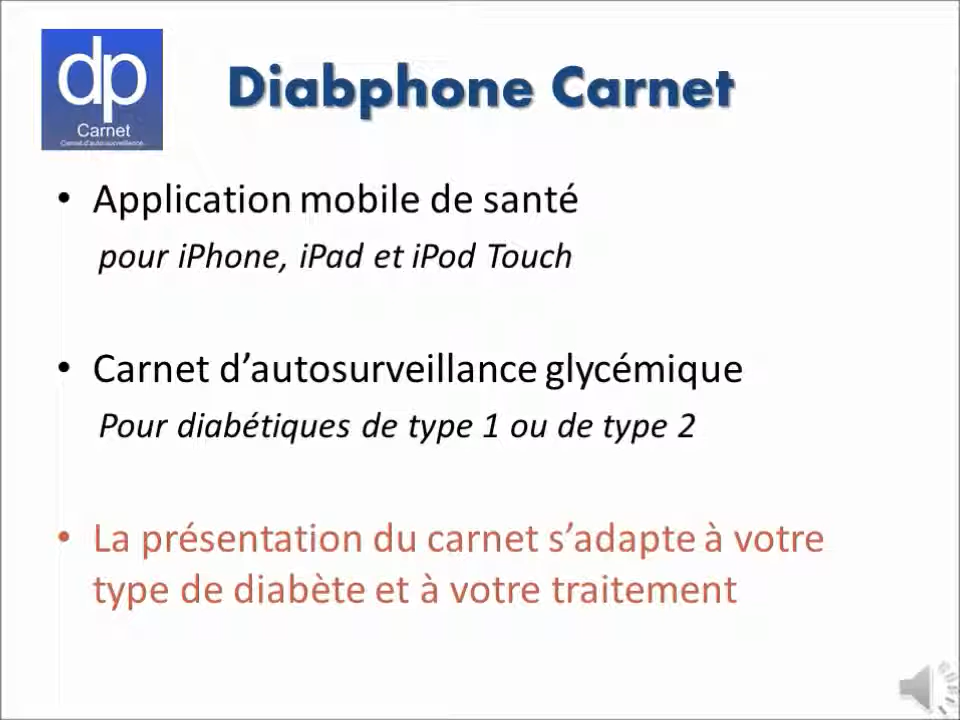 dp
Carnet
Carnet d'autosurveillance
Diabphone Carnet
• Application mobile de santé
pour iPhone, iPad et iPod Touch
• Carnet d’autosurveillance glycémique
Pour diabétiques de type 1 ou de type 2
• La présentation du carnet s’adapte à votre
type de diabète et à votre traitement